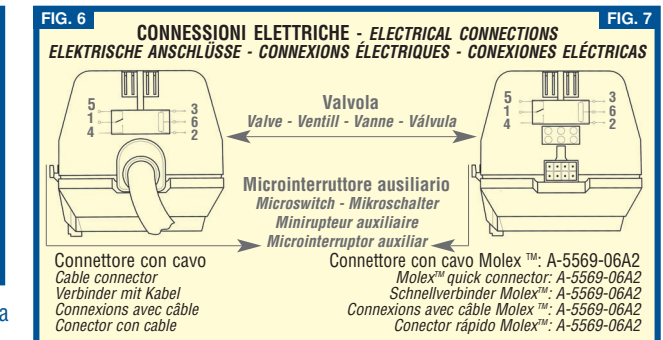 FIG. 6
FIG. 7
CONNESSIONI ELETTRICHE - ELECTRICAL CONNECTIONS
ELEKTRISCHE ANSCHLÜSSE - CONNEXIONS ÉLECTRIQUES - CONEXIONES ELÉCTRICAS
5
1
4
3
6
2
Valvola
Valve - Ventill - Vanne - Válvula
5
1
4
3
6
2
Microinterruttore ausiliario
Microswitch - Mikroschalter
Minirupteur auxiliaire
Microinterruptor auxiliar
Connettore con cavo
Cable connector
Verbinder mit Kabel
Connexions avec câble
Conector con cable
Connettore con cavo Molex ™: A-5569-06A2
Molex™ quick connector: A-5569-06A2
Schnellverbinder Molex™: A-5569-06A2
Connexions avec câble Molex ™: A-5569-06A2
Conector rápido Molex™: A-5569-06A2
a